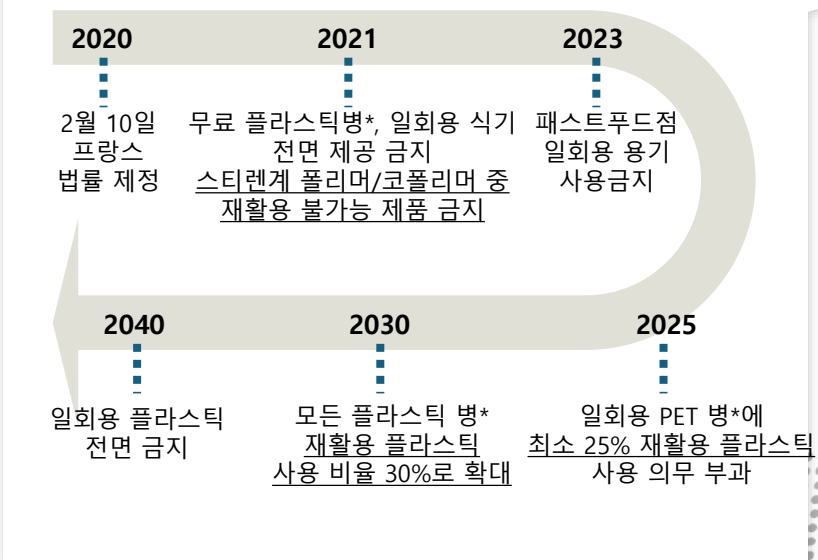 2020
2월 10일
프랑스
법률 제정
2021
무료 플라스틱병*, 일회용 식기
전면 제공 금지
스티렌계 폴리머/코폴리머 중
재활용 불가능 제품 금지
2023
패스트푸드점
일회용 용기
사용금지
2025
일회용 PET 병*에
최소 25% 재활용 플라스틱
사용 의무 부과
2030
모든 플라스틱 병*
재활용 플라스틱
사용 비율 30%로 확대
2040
일회용 플라스틱
전면 금지